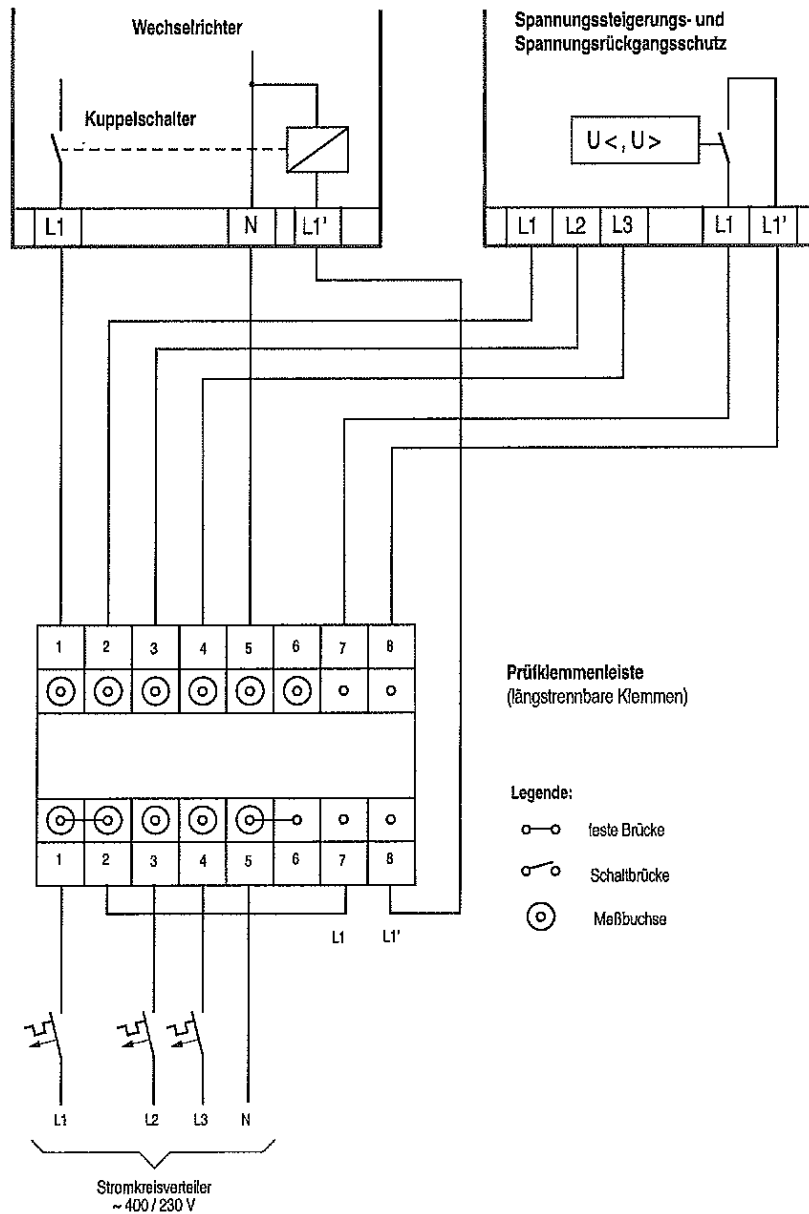 Wechselrichter
Spannungssteigerungs- und
Spannungsrückgangsschutz
Kuppelschalter
U<, U>
L1 N L1'
L1 L2 L3 L1 L1'
1 2 3 4 5 6 7 8
Prüfklemmenleiste
(längstrennbare Klemmen)
Legende:
feste Brücke
Schaltbrücke
Meßbuchse
1 2 3 4 5 6 7 8
L1 L1'
L1 L2 L3 N
Stromkreisverteiler
~ 400 / 230 V